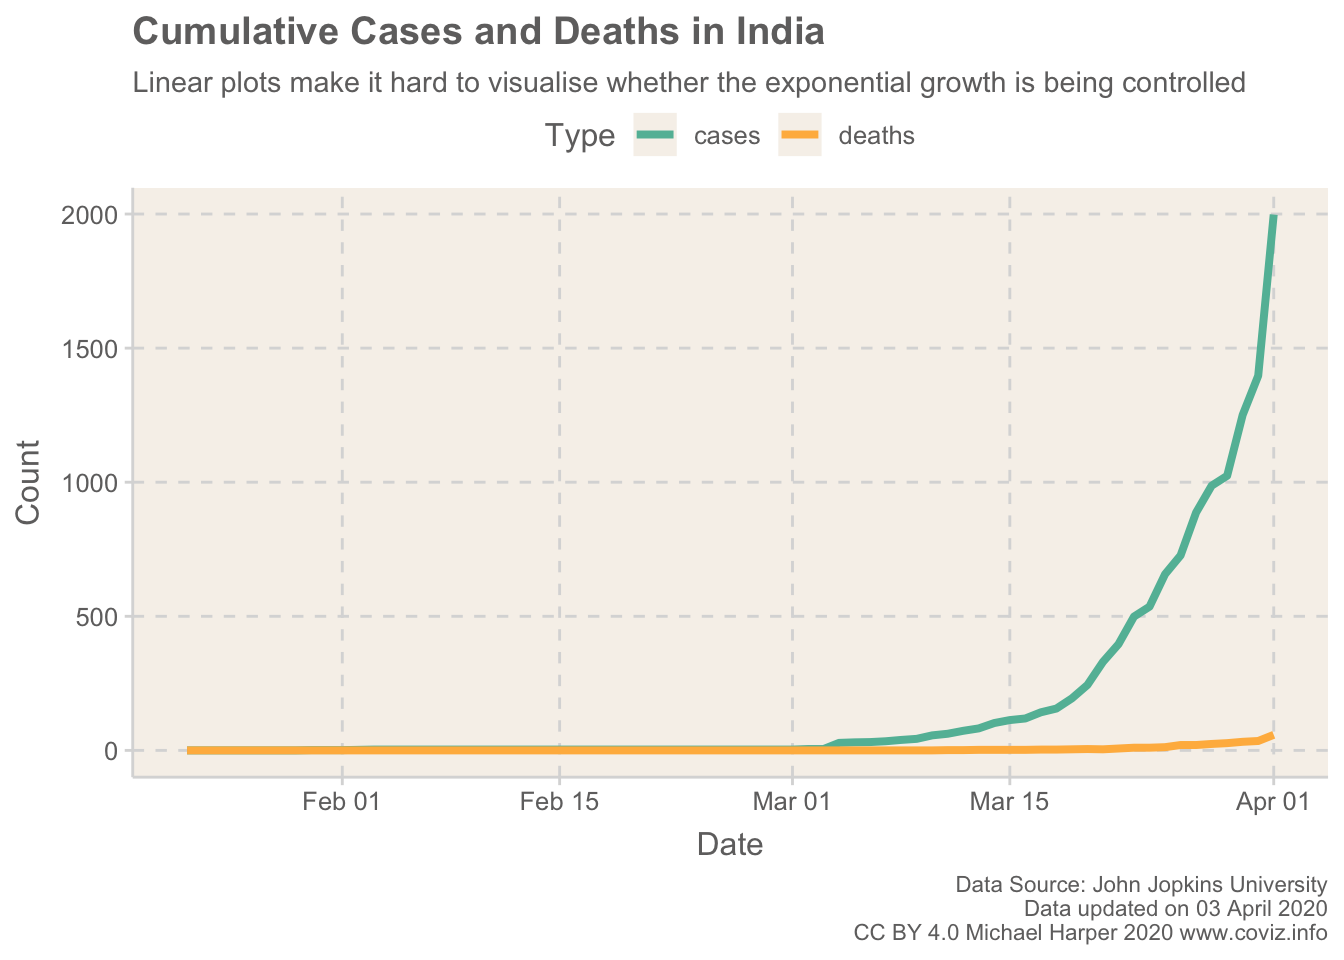 Cumulative Cases and Deaths in India
Linear plots make it hard to visualise whether the exponential growth is being controlled
Type cases deaths
2000
1500
1000
500
0
Count
Feb 01 Feb 15 Mar 01 Mar 15 Apr 01
Date
Data Source: John Jopkins University
Data updated on 03 April 2020
CC BY 4.0 Michael Harper 2020 www.coviz.info